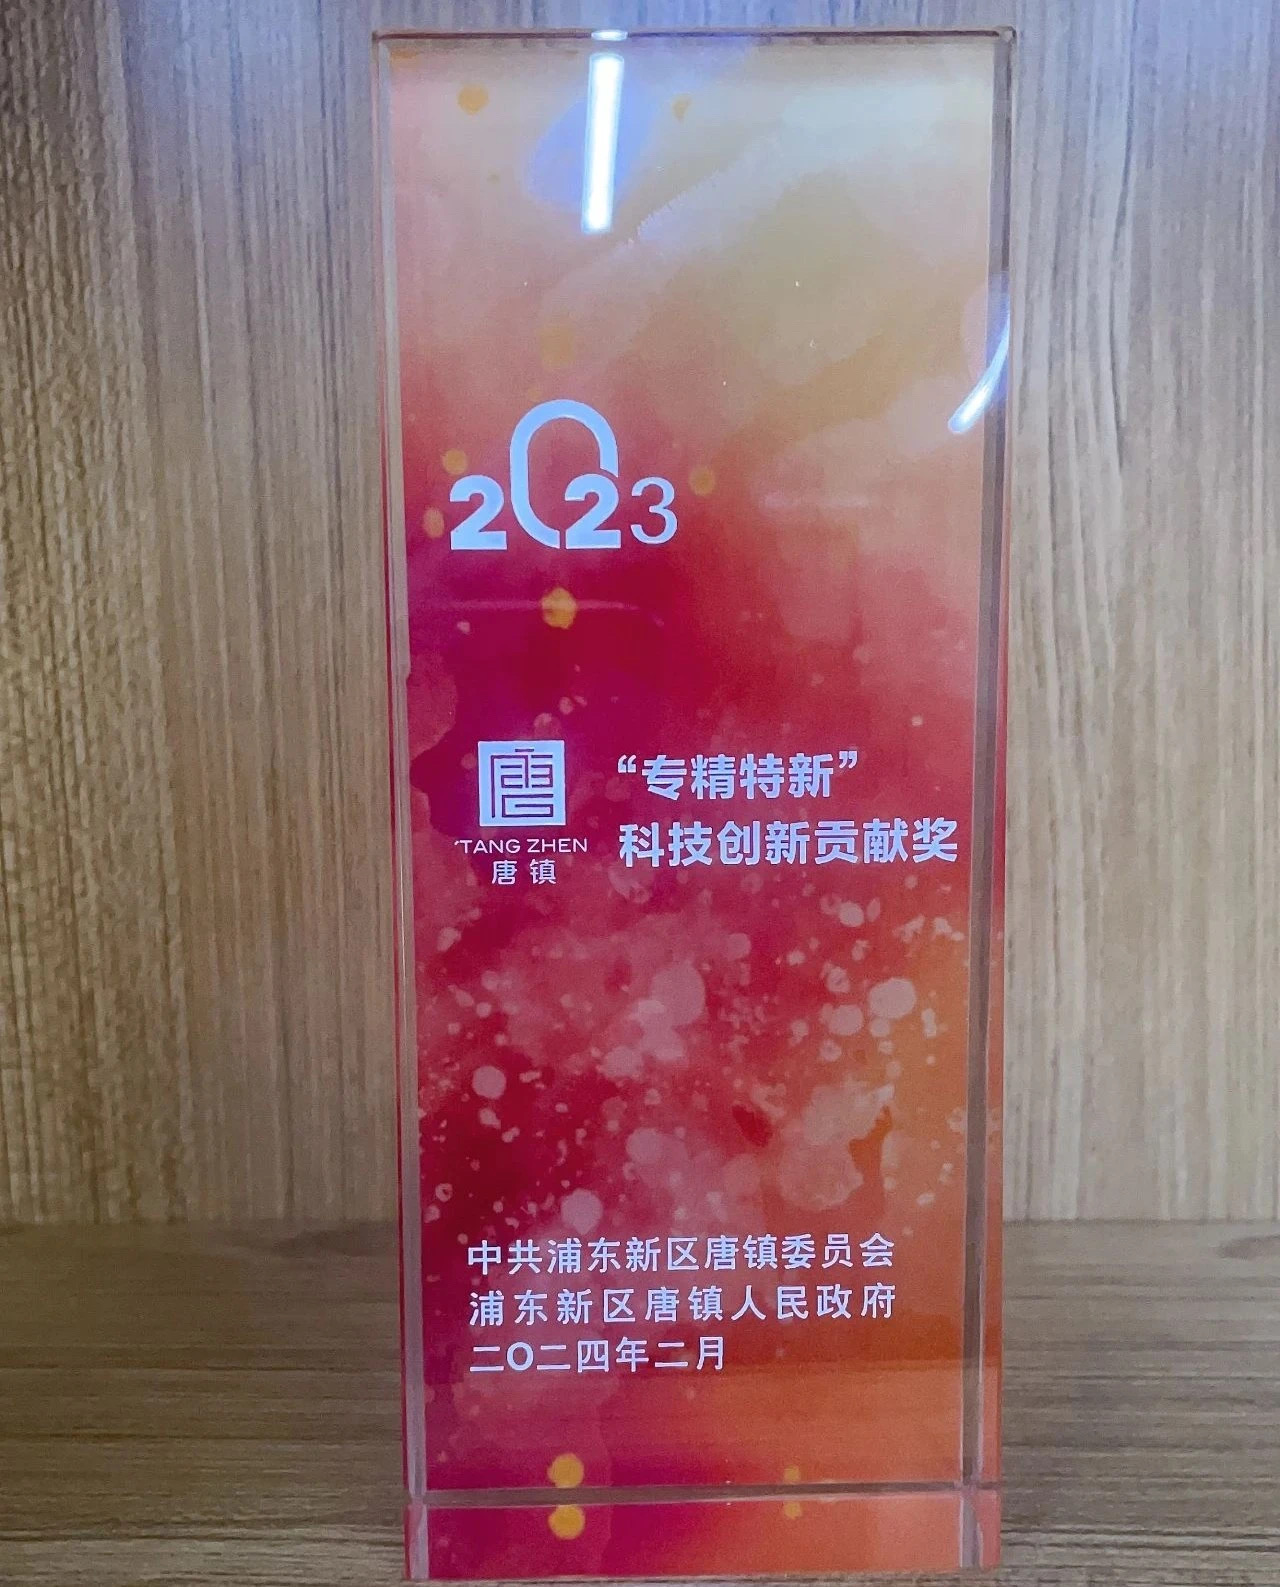 2023
唐
TANG ZHEN
唐镇
“专精特新”
科技创新贡献奖
中共浦东新区唐镇委员会
浦东新区唐镇人民政府
二〇二四年二月